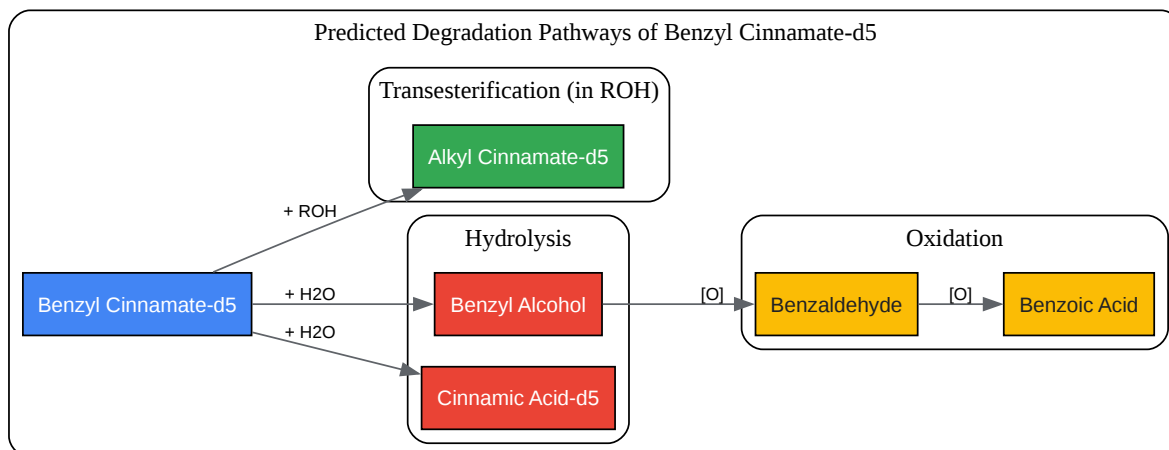 Predicted Degradation Pathways of Benzyl Cinnamate-d5
Transesterification (in ROH)
Alkyl Cinnamate-d5
+ ROH
Hydrolysis
Oxidation
Benzyl Cinnamate-d5
+ H2O
Benzyl Alcohol
[O]
Benzaldehyde
[O]
Benzoic Acid
+ H2O
Cinnamic Acid-d5